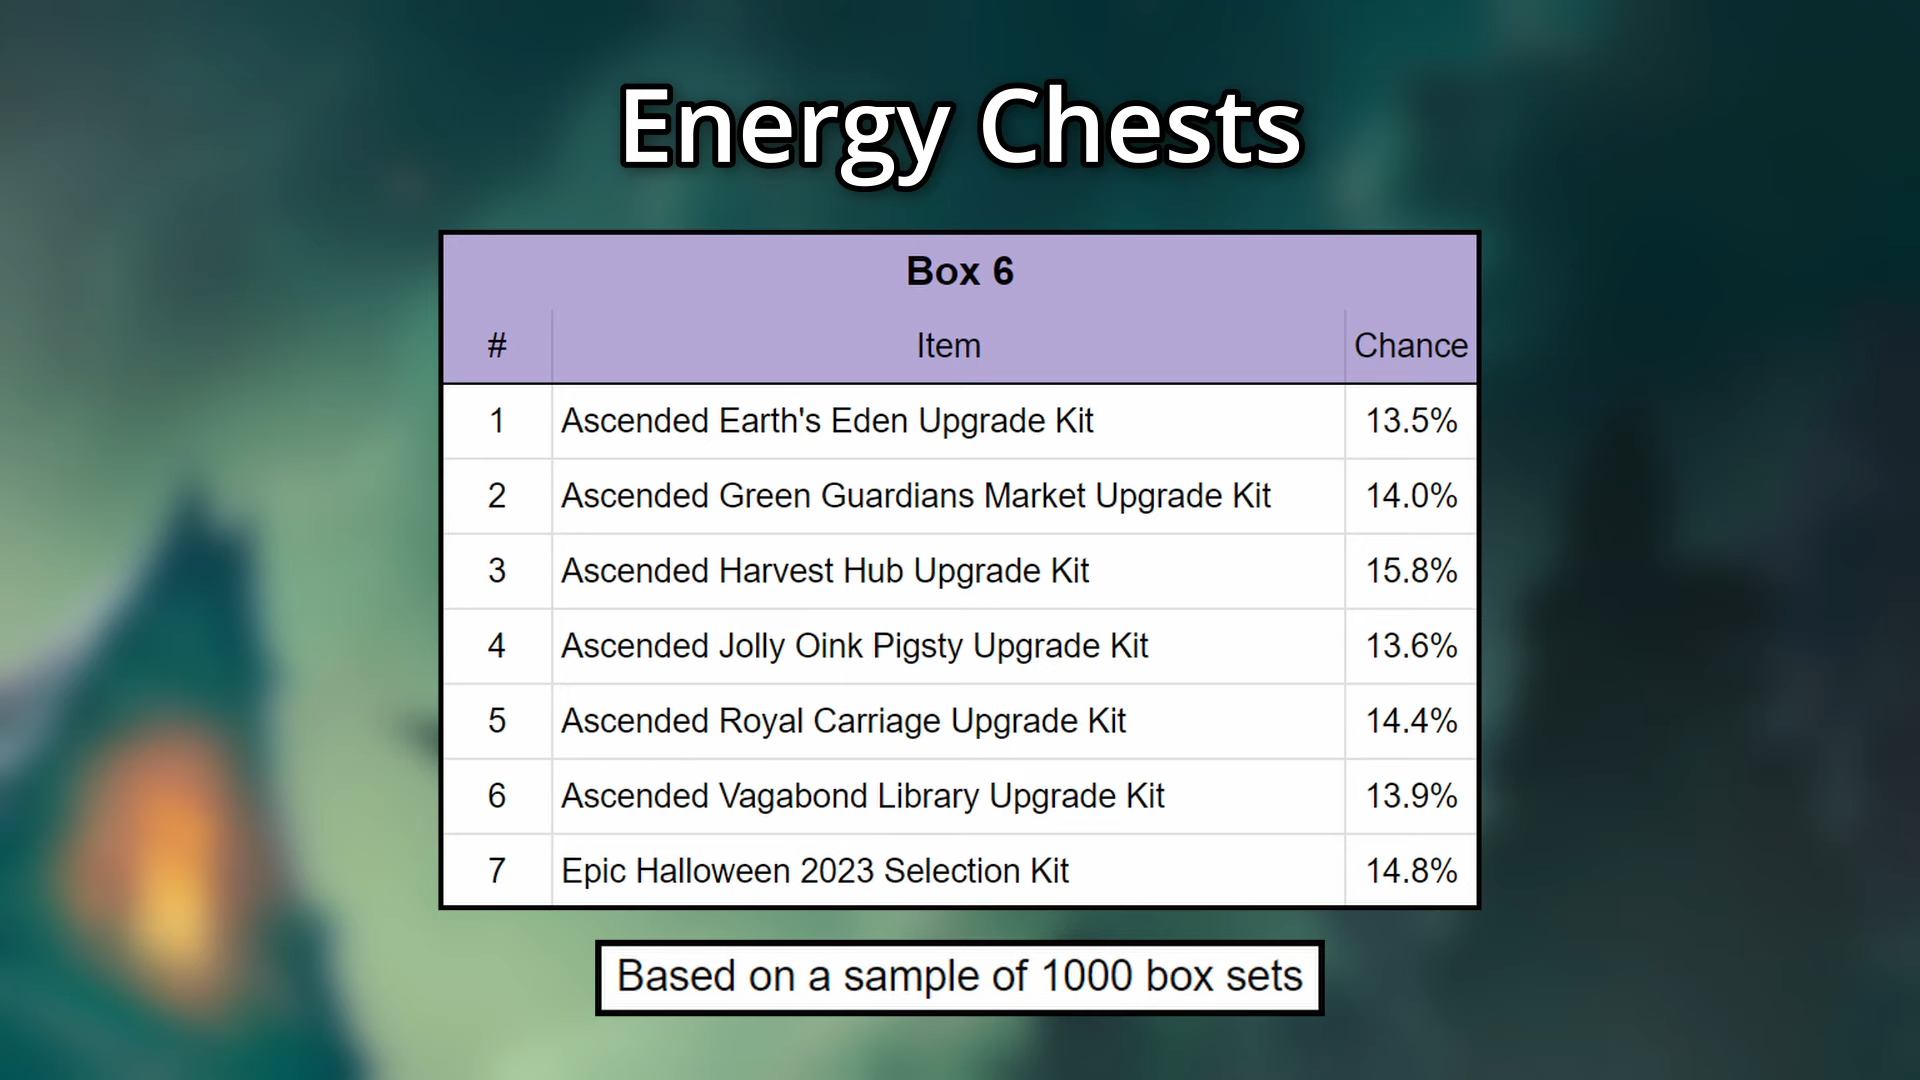 Energy Chests
Box 6
# Item Chance
1 Ascended Earth's Eden Upgrade Kit 13.5%
2 Ascended Green Guardians Market Upgrade Kit 14.0%
3 Ascended Harvest Hub Upgrade Kit 15.8%
4 Ascended Jolly Oink Pigsty Upgrade Kit 13.6%
5 Ascended Royal Carriage Upgrade Kit 14.4%
6 Ascended Vagabond Library Upgrade Kit 13.9%
7 Epic Halloween 2023 Selection Kit 14.8%
Based on a sample of 1000 box sets